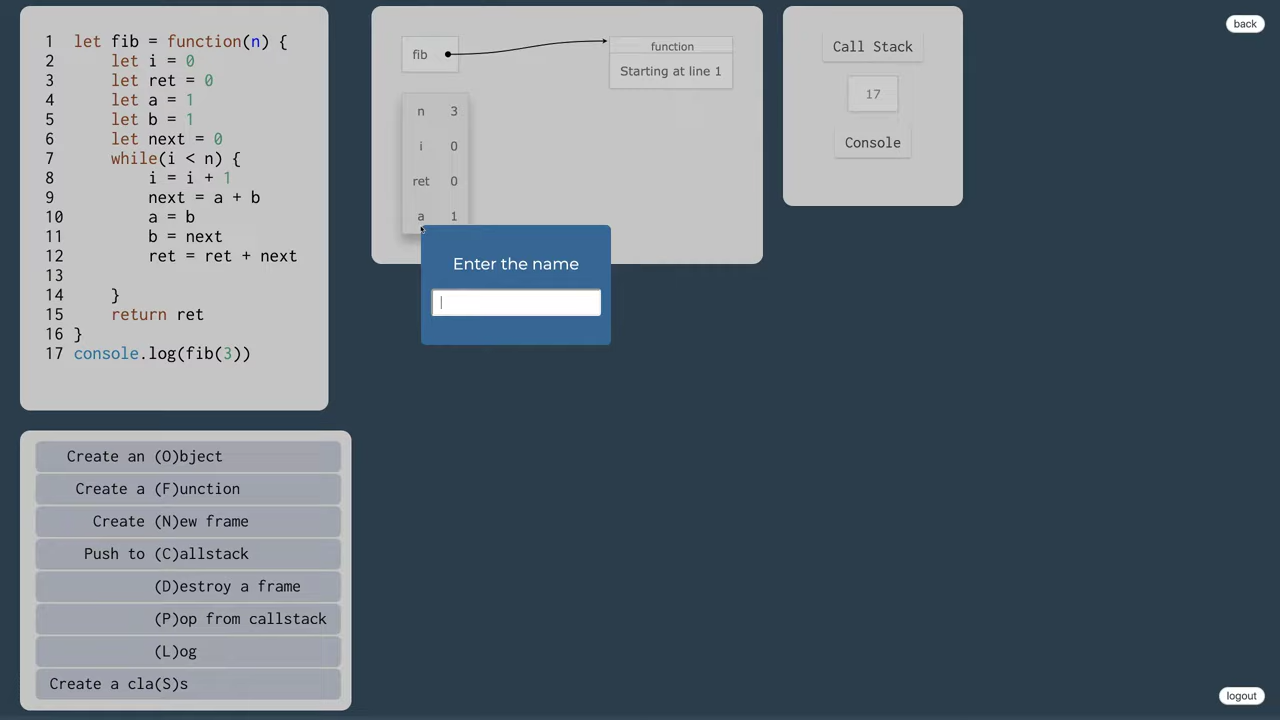 1 let fib = function(n) {
2 let i = 0
3 let ret = 0
4 let a = 1
5 let b = 1
6 let next = 0
7 while(i < n) {
8 i = i + 1
9 next = a + b
10 a = b
11 b = next
12 ret = ret + next
13
14 }
15 return ret
16 }
17 console.log(fib(3))
fib
function
Starting at line 1
n 3
i 0
ret 0
a 1
Enter the name
Call Stack
17
Console
back
Create an (O)bject
Create a (F)unction
Create (N)ew frame
Push to (C)allstack
(D)estroy a frame
(P)op from callstack
(L)og
Create a cla(S)s
logout